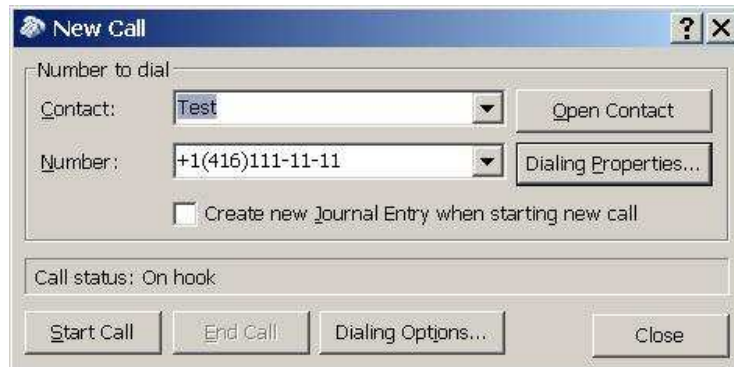 New Call
Number to dial
Contact: Test Open Contact
Number: +1(416)111-11-11 Dialing Properties...
Create new Journal Entry when starting new call
Call status: On hook
Start Call End Call Dialing Options... Close